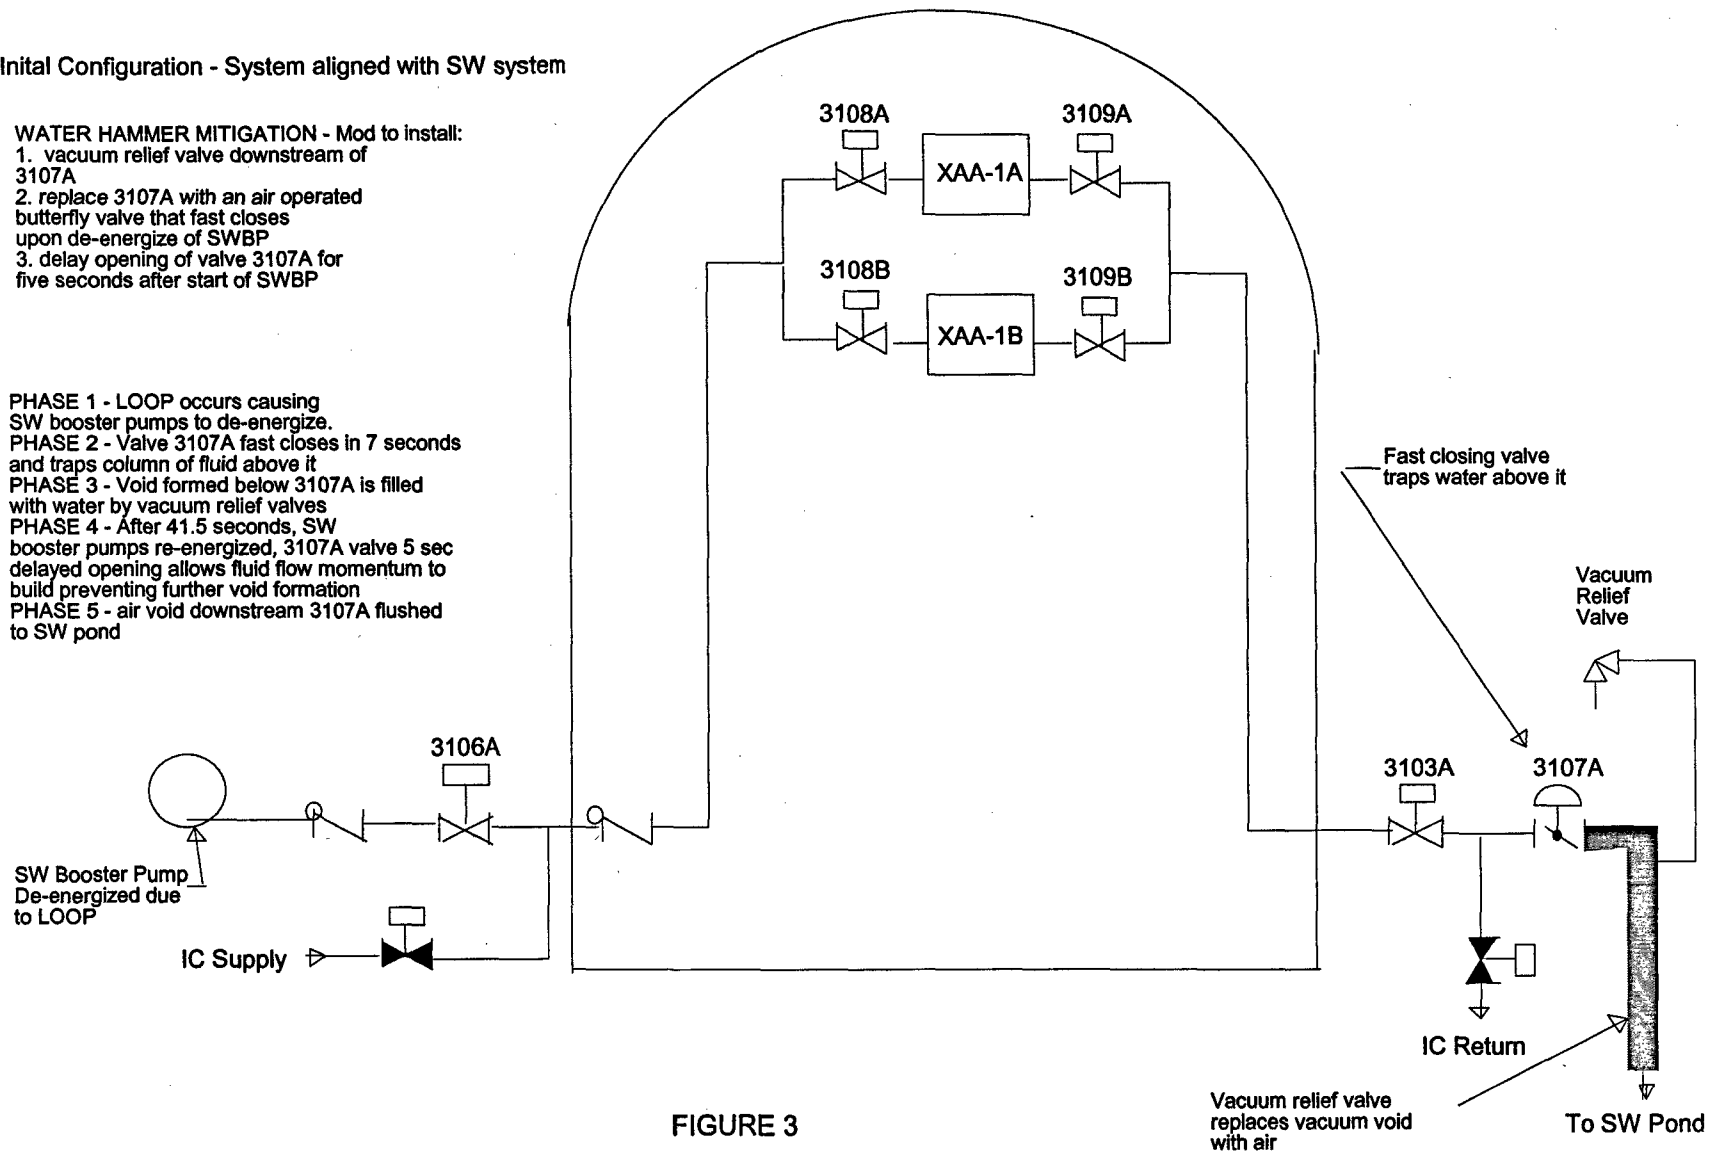 Inital Configuration - System aligned with SW system
WATER HAMMER MITIGATION - Mod to install:
1. vacuum relief valve downstream of
3107A
2. replace 3107A with an air operated
butterfly valve that fast closes
upon de-energize of SWBP
3. delay opening of valve 3107A for
five seconds after start of SWBP
PHASE 1 - LOOP occurs causing
SW booster pumps to de-energize.
PHASE 2 - Valve 3107A fast closes in 7 seconds
and traps column of fluid above it
PHASE 3 - Void formed below 3107A is filled
with water by vacuum relief valves
PHASE 4 - After 41.5 seconds, SW
booster pumps re-energized, 3107A valve 5 sec
delayed opening allows fluid flow momentum to
build preventing further void formation
PHASE 5 - air void downstream 3107A flushed
to SW pond
3108A
3109A
XAA-1A
3108B
3109B
XAA-1B
Fast closing valve
traps water above it
Vacuum
Relief
Valve
3106A
3103A
3107A
SW Booster Pump
De-energized due
to LOOP
IC Supply
IC Return
Vacuum relief valve
replaces vacuum void
with air
To SW Pond
FIGURE 3